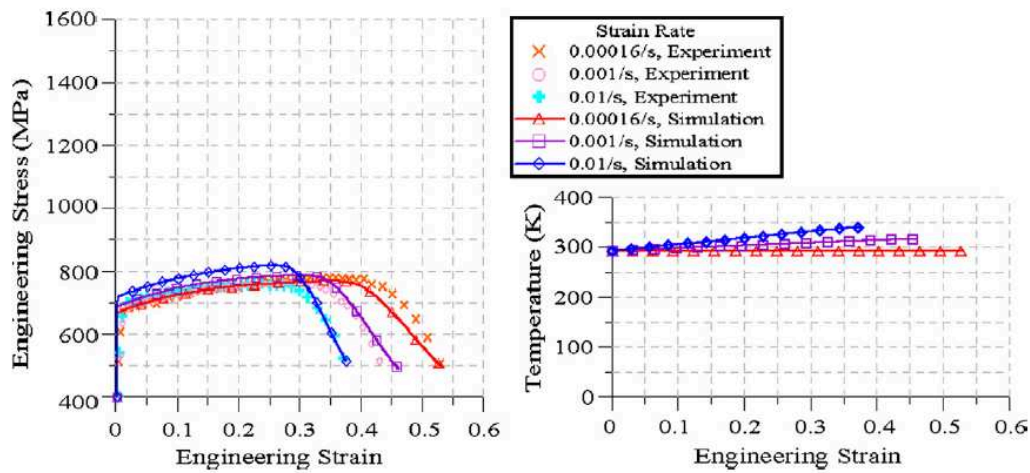 1600
1400
1200
1000
800
600
400
Engineering Stress (MPa)
0 0.1 0.2 0.3 0.4 0.5 0.6
Engineering Strain
Strain Rate
0.00016/s, Experiment
0.001/s, Experiment
0.01/s, Experiment
0.00016/s, Simulation
0.001/s, Simulation
0.01/s, Simulation
400
300
200
100
0
Temperature (K)
0 0.1 0.2 0.3 0.4 0.5 0.6
Engineering Strain